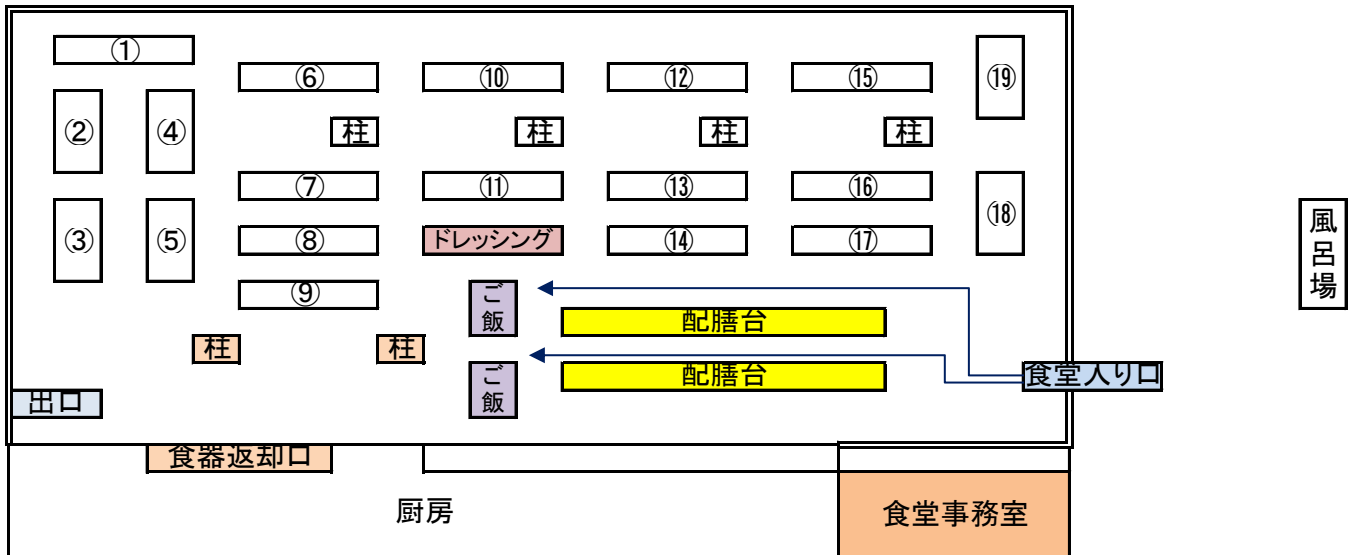 ①
⑥
⑩
⑫
⑮
⑲
②
④
柱
柱
柱
柱
⑦
⑪
⑬
⑯
⑱
③
⑤
⑧
ドレッシング
⑭
⑰
風呂場
⑨
ご飯
配膳台
柱
柱
ご飯
配膳台
食堂入り口
出口
食器返却口
厨房
食堂事務室